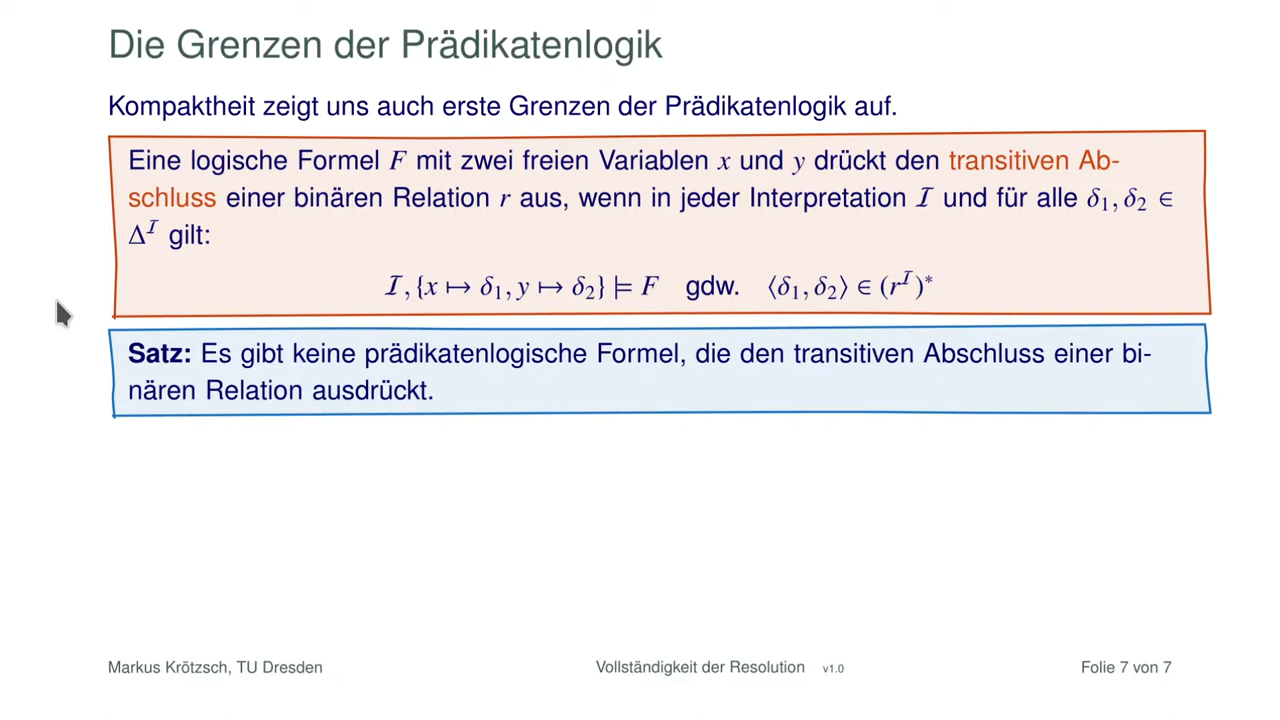 Die Grenzen der Prädikatenlogik
Kompaktheit zeigt uns auch erste Grenzen der Prädikatenlogik auf.
Eine logische Formel F mit zwei freien Variablen x und y drückt den transitiven Ab-
schluss einer binären Relation r aus, wenn in jeder Interpretation 𝓘 und für alle δ₁, δ₂ ∈
Δ^𝓘 gilt:
𝓘, {x ↦ δ₁, y ↦ δ₂} ⊨ F gdw. ⟨δ₁, δ₂⟩ ∈ (r^𝓘)*
Satz: Es gibt keine prädikatenlogische Formel, die den transitiven Abschluss einer bi-
nären Relation ausdrückt.
Markus Krötzsch, TU Dresden Vollständigkeit der Resolution v1.0 Folie 7 von 7